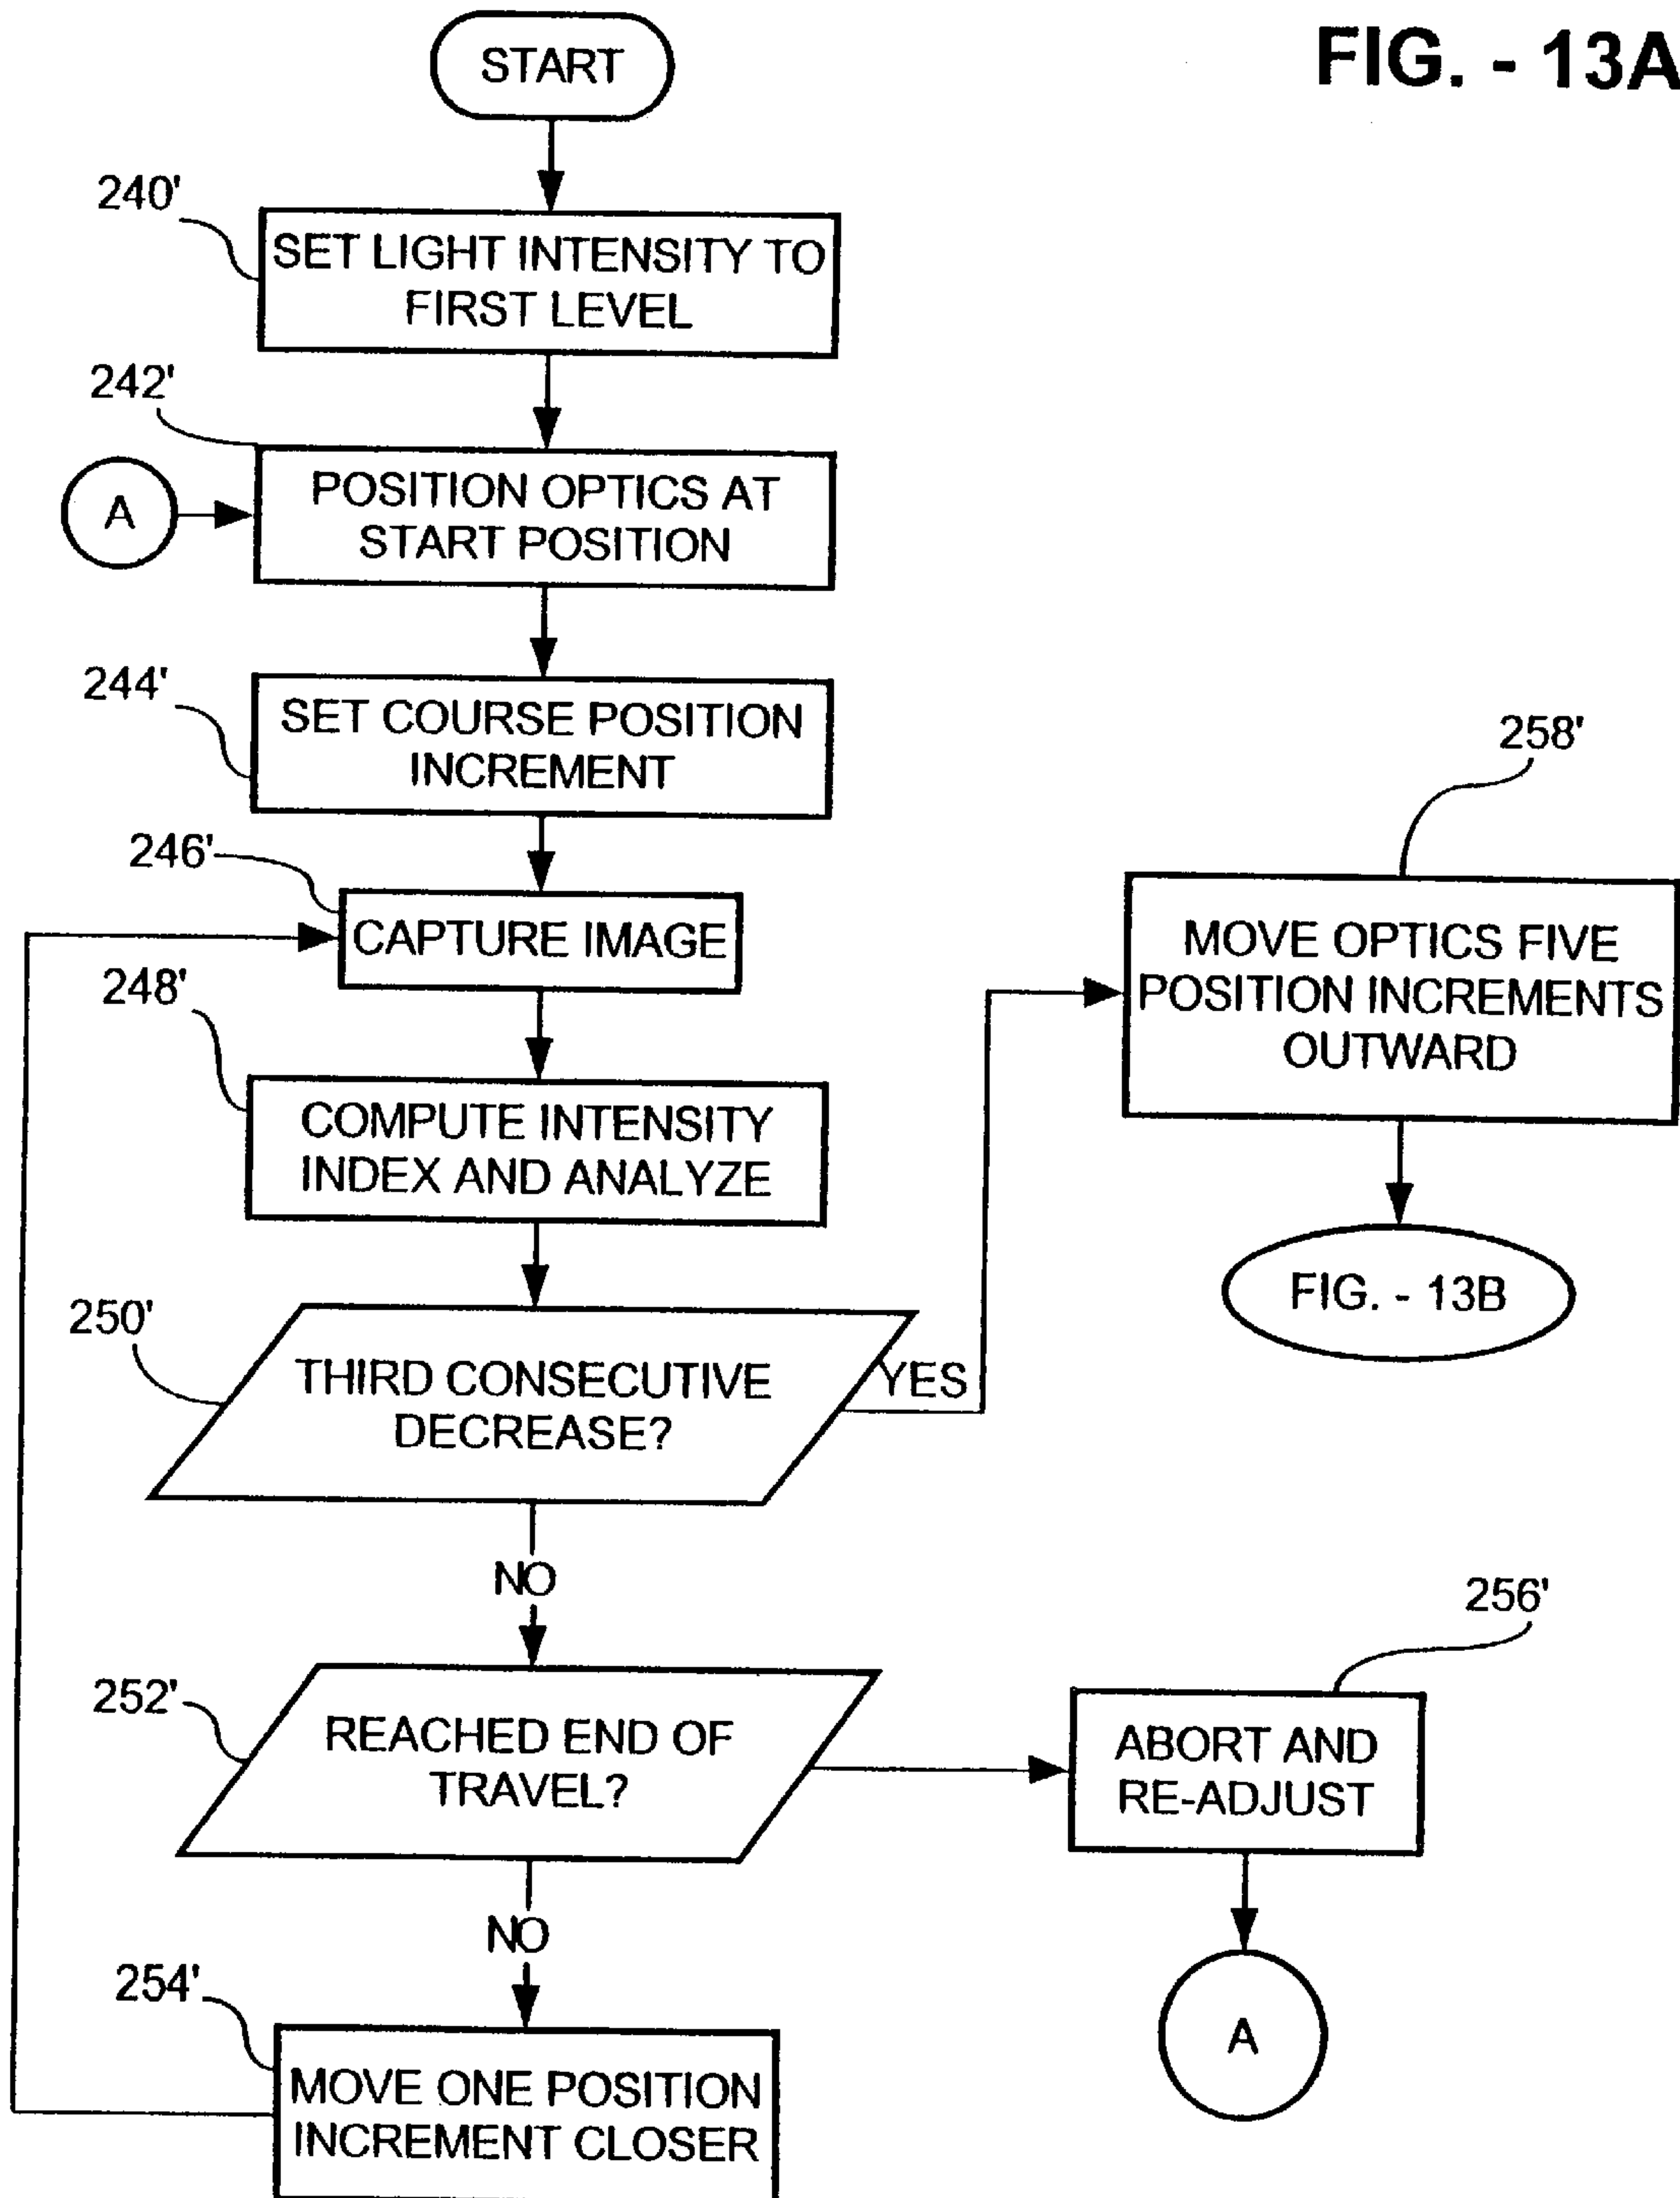 FIG. - 13A
START
240'
SET LIGHT INTENSITY TO
FIRST LEVEL
242'
A
POSITION OPTICS AT
START POSITION
244'
SET COURSE POSITION
INCREMENT
246'
CAPTURE IMAGE
248'
COMPUTE INTENSITY
INDEX AND ANALYZE
250'
THIRD CONSECUTIVE
DECREASE?
YES
258'
MOVE OPTICS FIVE
POSITION INCREMENTS
OUTWARD
FIG. - 13B
NO
252'
REACHED END OF
TRAVEL?
256'
ABORT AND
RE-ADJUST
A
NO
254'
MOVE ONE POSITION
INCREMENT CLOSER